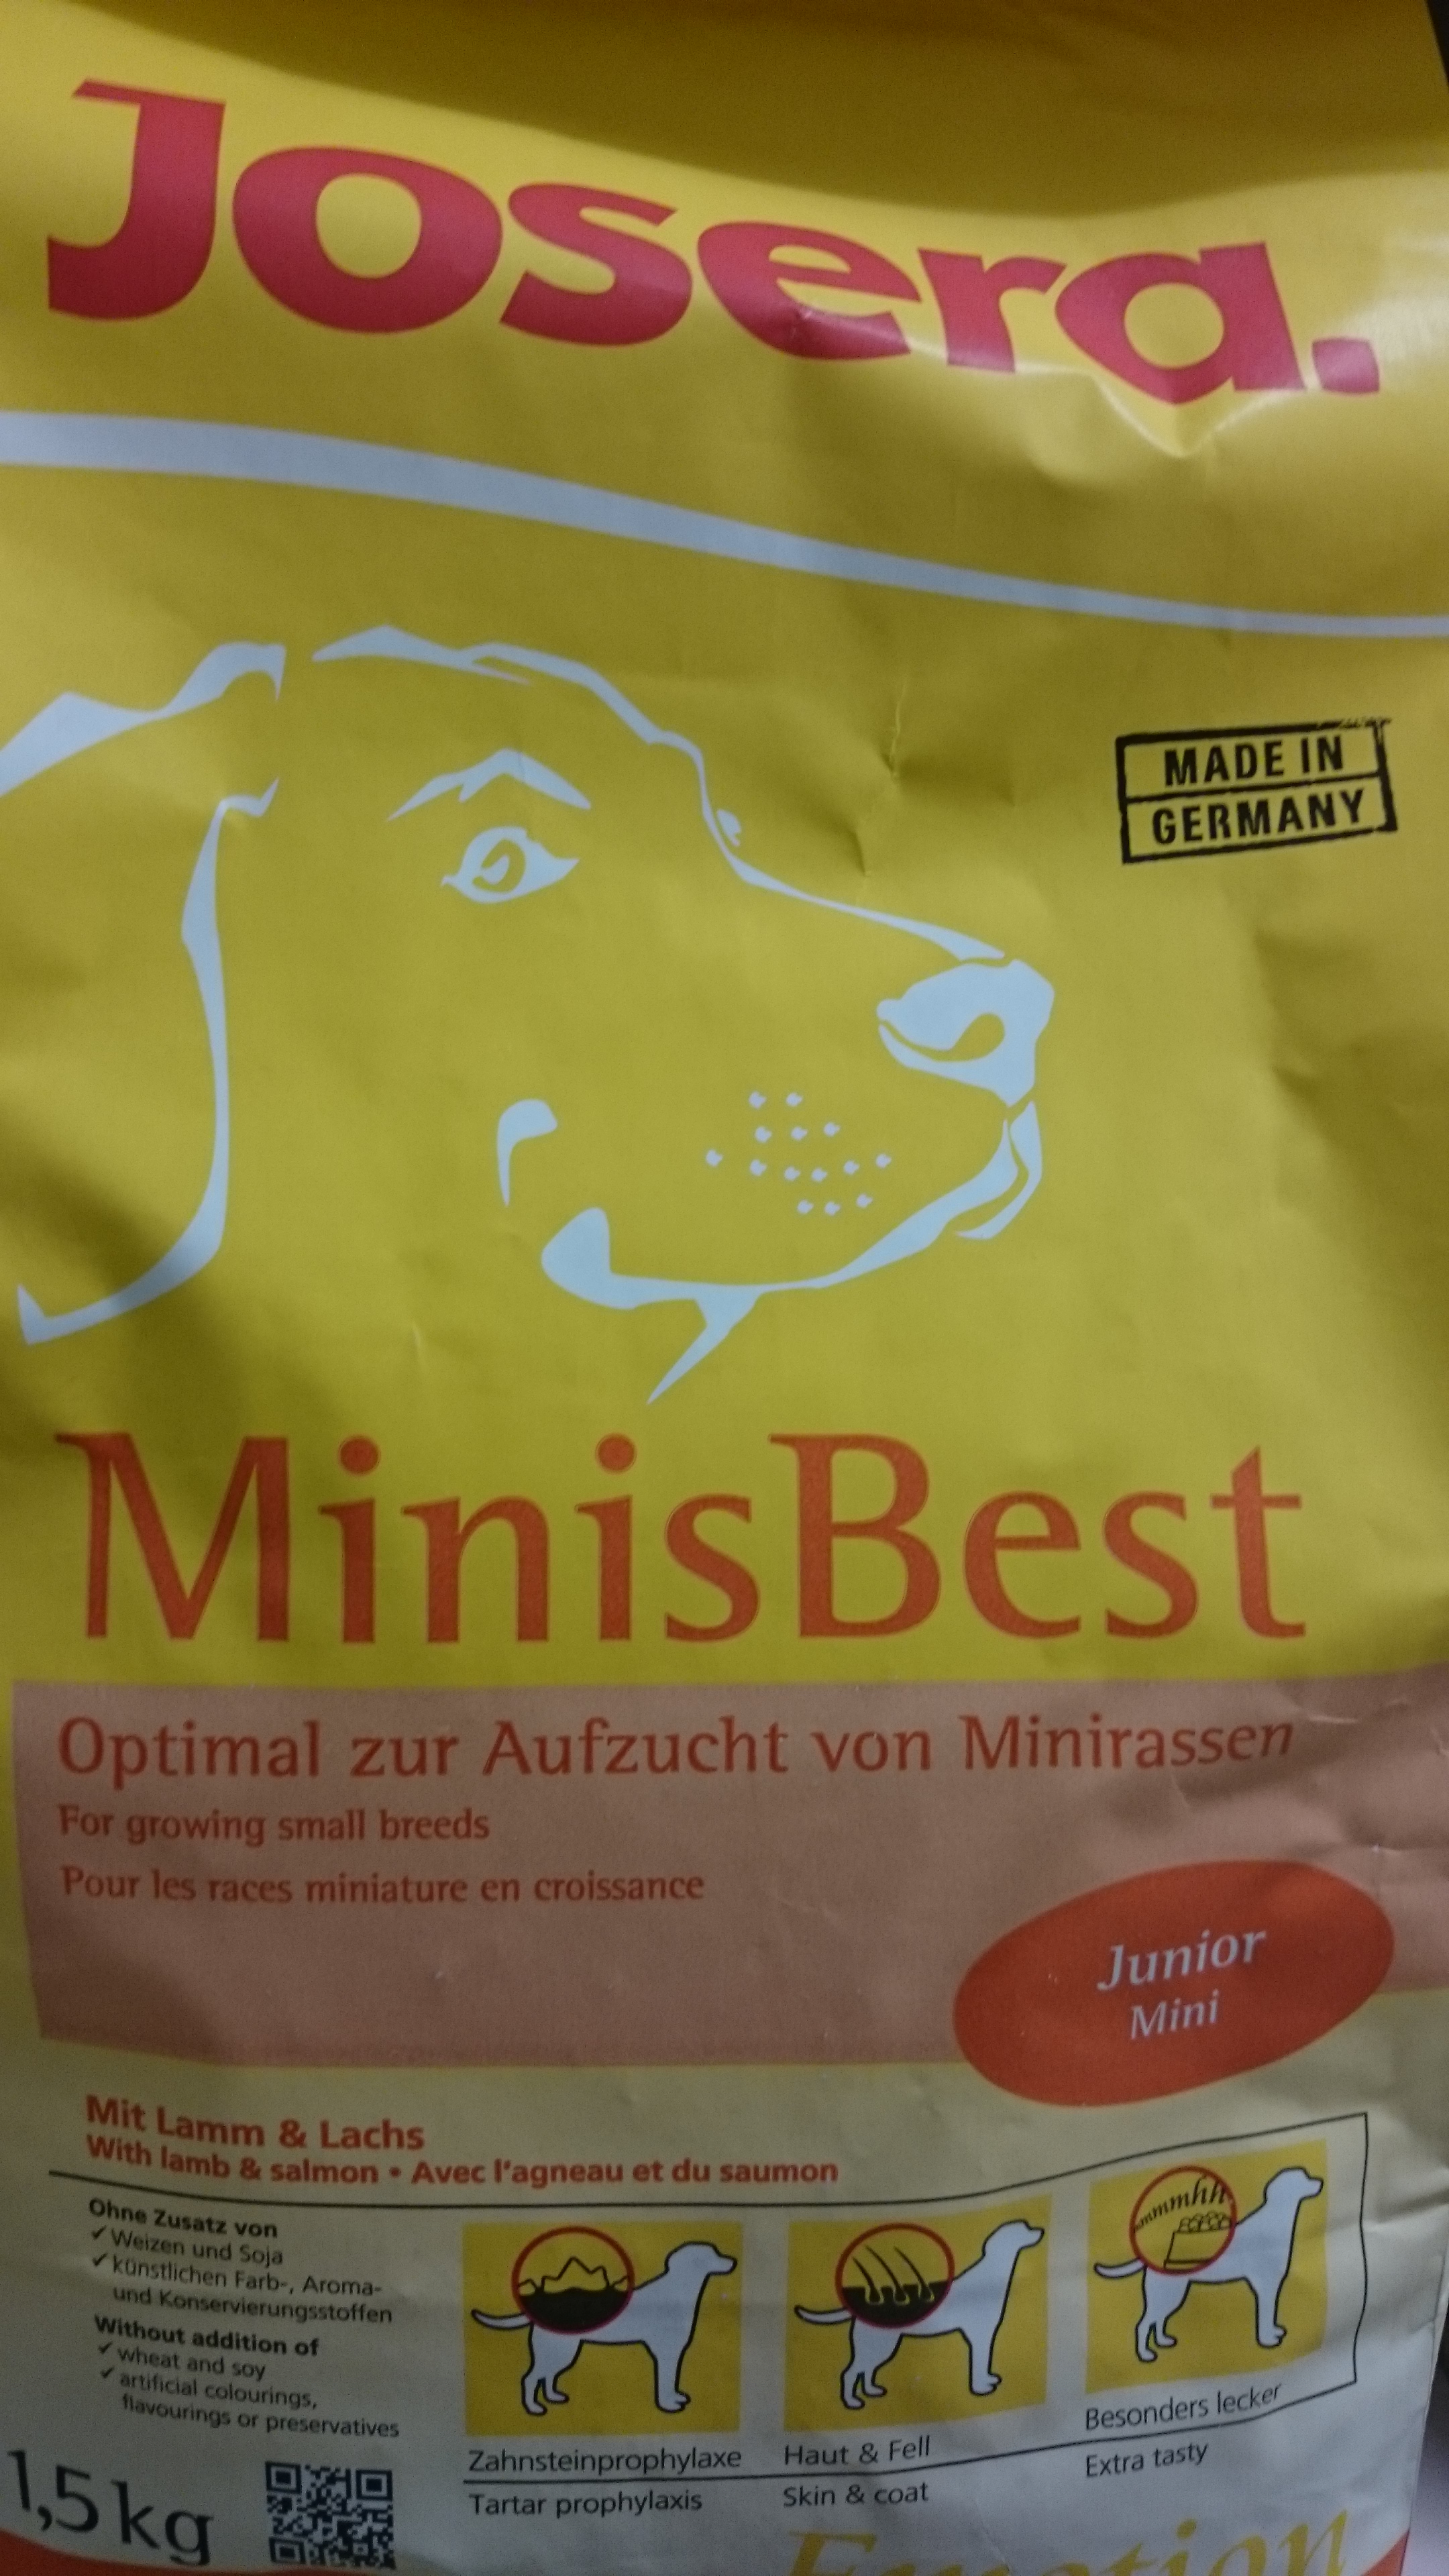 Josera.
MADE IN
GERMANY
MinisBest
Optimal zur Aufzucht von Minirassen
For growing small breeds
Pour les races miniature en croissance
Junior
Mini
Mit Lamm & Lachs
With lamb & salmon • Avec l'agneau et du saumon
Ohne Zusatz von
✓ Weizen und Soja
✓ künstlichen Farb-, Aroma-
und Konservierungsstoffen
Without addition of
✓ wheat and soy
✓ artificial colourings,
flavourings or preservatives
mmmhh
Zahnsteinprophylaxe
Tartar prophylaxis
Haut & Fell
Skin & coat
Besonders lecker
Extra tasty
1,5 kg
Emotion